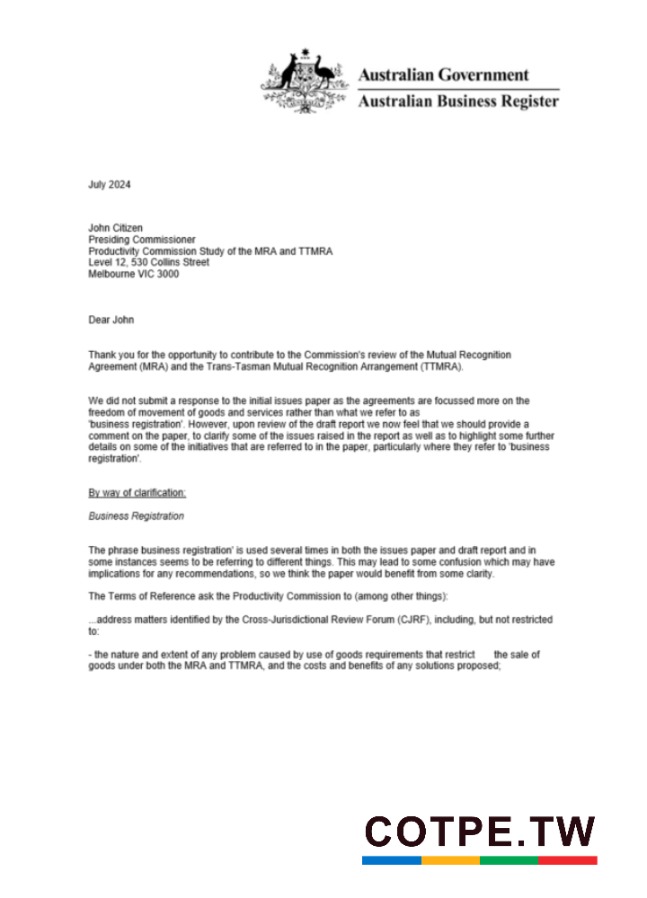 Australian Government
Australian Business Register
July 2024
John Citizen
Presiding Commissioner
Productivity Commission Study of the MRA and TTMRA
Level 12, 530 Collins Street
Melbourne VIC 3000
Dear John
Thank you for the opportunity to contribute to the Commission's review of the Mutual Recognition
Agreement (MRA) and the Trans-Tasman Mutual Recognition Arrangement (TTMRA).
We did not submit a response to the initial issues paper as the agreements are focussed more on the
freedom of movement of goods and services rather than what we refer to as
'business registration'. However, upon review of the draft report we now feel that we should provide a
comment on the paper, to clarify some of the issues raised in the report as well as to highlight some further
details on some of the initiatives that are referred to in the paper, particularly where they refer to 'business
registration'.
By way of clarification:
Business Registration
The phrase business registration' is used several times in both the issues paper and draft report and in
some instances seems to be referring to different things. This may lead to some confusion which may have
implications for any recommendations, so we think the paper would benefit from some clarity.
The Terms of Reference ask the Productivity Commission to (among other things):
...address matters identified by the Cross-Jurisdictional Review Forum (CJRF), including, but not restricted
to:
- the nature and extent of any problem caused by use of goods requirements that restrict the sale of
goods under both the MRA and TTMRA, and the costs and benefits of any solutions proposed;
COTPE.TW